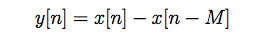 y[n] = x[n] − x[n − M]